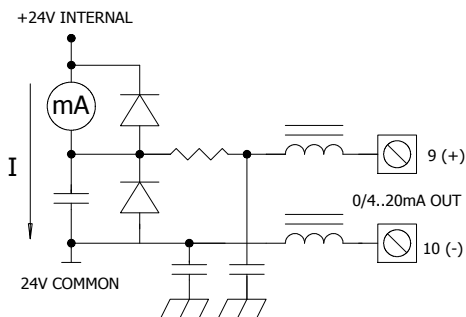 +24V INTERNAL
mA
I
9 (+)
0/4..20mA OUT
10 (-)
24V COMMON